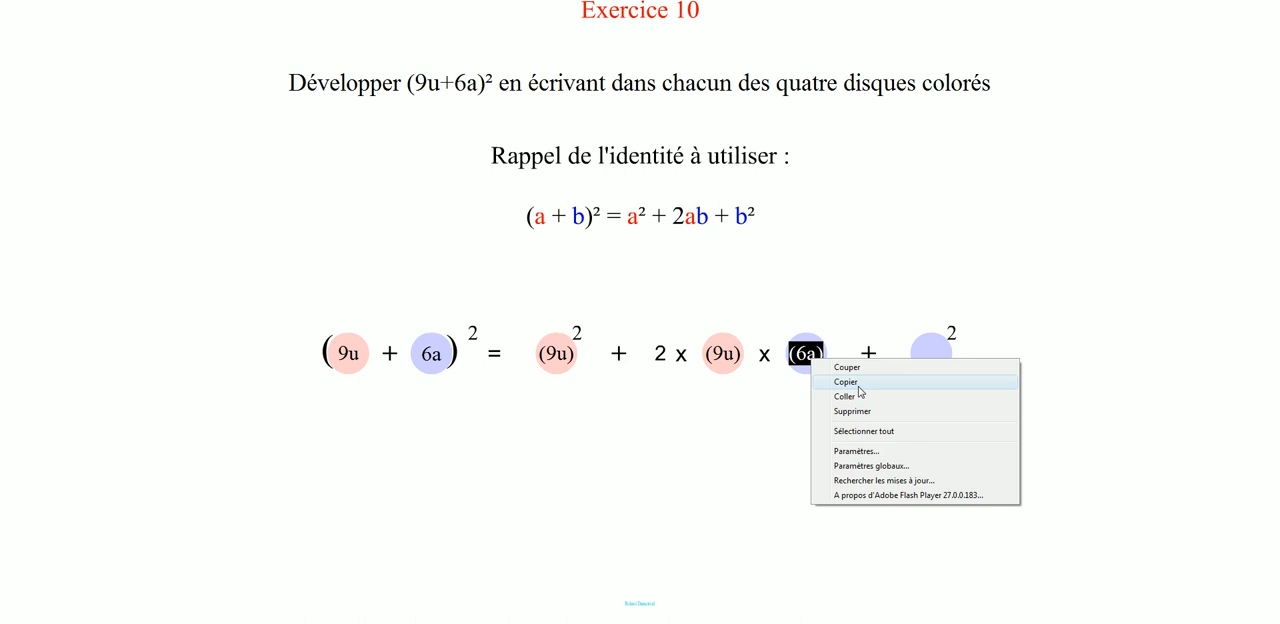 Exercice 10
Développer (9u+6a)² en écrivant dans chacun des quatre disques colorés
Rappel de l'identité à utiliser :
(a + b)² = a² + 2ab + b²
(9u + 6a)² = (9u)² + 2 x (9u) x (6a) + ²
Couper
Copier
Coller
Supprimer
Sélectionner tout
Paramètres...
Paramètres globaux...
Rechercher les mises à jour...
A propos d'Adobe Flash Player 27.0.0.183...